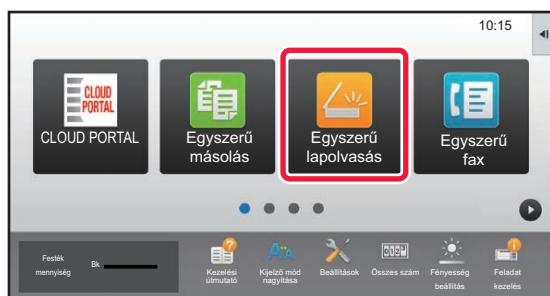 10:15
CLOUD
PORTAL
CLOUD PORTAL
Egyszerű
másolás
Egyszerű
lapolvasás
Egyszerű
fax
Festék
mennyiség
Bk
Kezelési
útmutató
Kijelző mód
nagyítása
Beállítások
Összes szám
Fényesség
beállítás
Feladat
kezelés